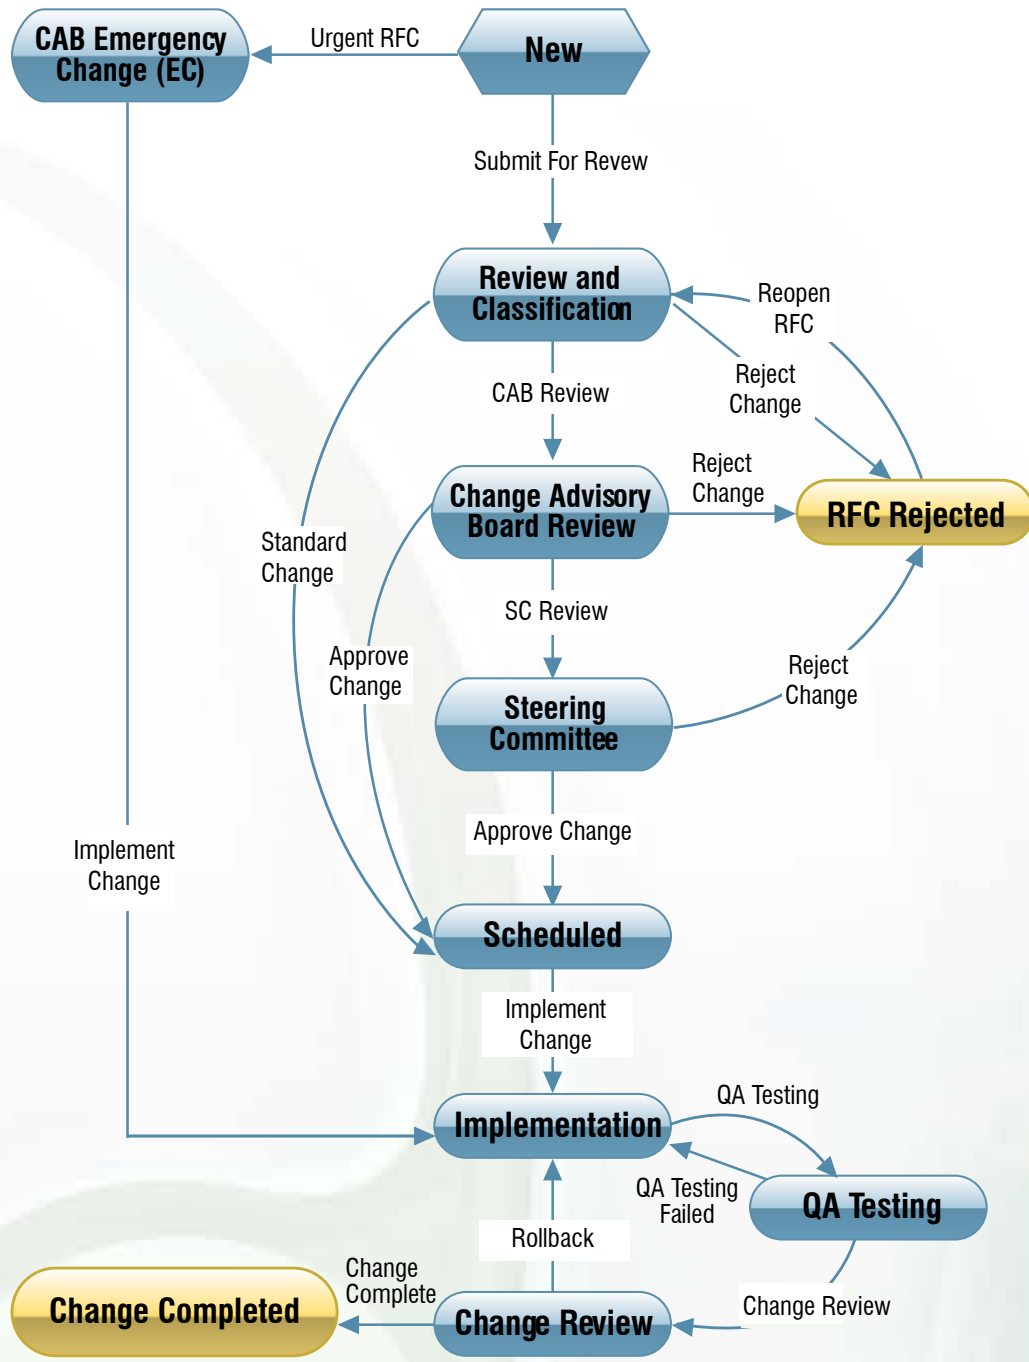 CAB Emergency
Change (EC)
Urgent RFC
New
Submit For Revew
Review and
Classification
Reopen
RFC
Reject
Change
CAB Review
Change Advisory
Board Review
Reject
Change
RFC Rejected
Standard
Change
SC Review
Approve
Change
Reject
Change
Steering
Committee
Approve Change
Implement
Change
Scheduled
Implement
Change
Implementation
QA Testing
QA Testing
Failed
QA Testing
Rollback
Change
Complete
Change Completed
Change Review
Change Review